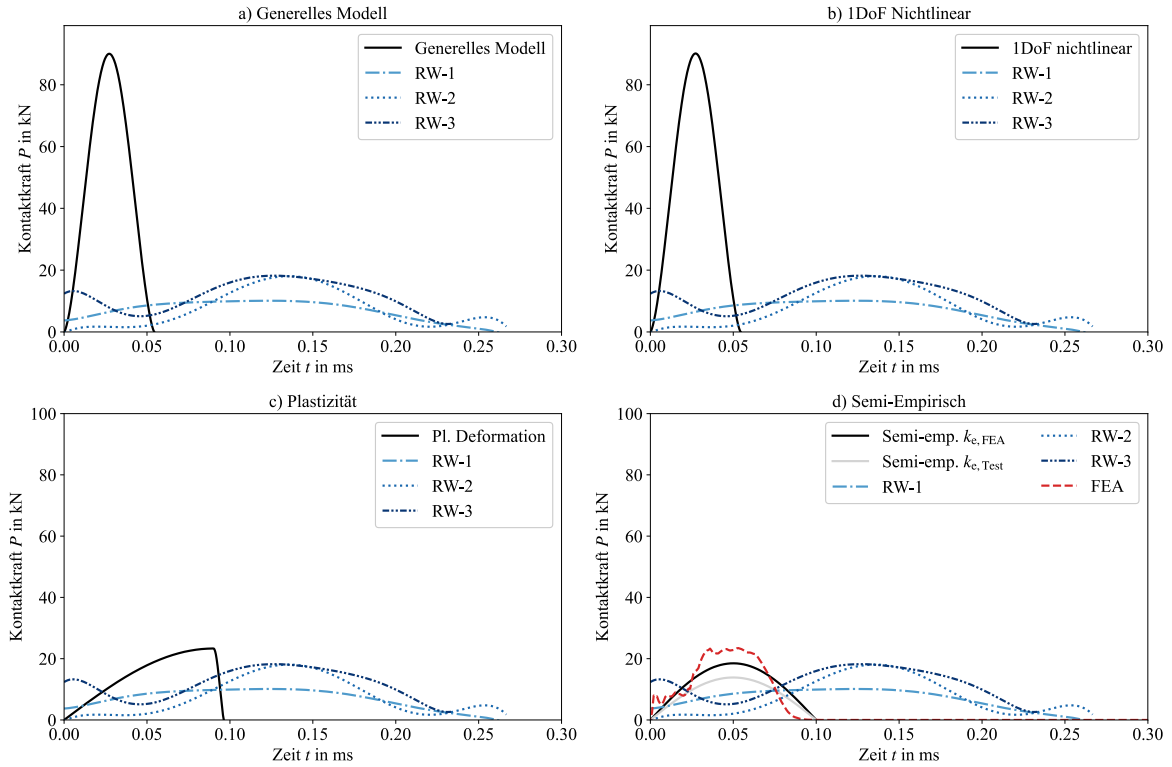 a) Generelles Modell
Kontaktkraft P in kN
80
60
40
20
0
Generelles Modell
RW-1
RW-2
RW-3
0.00 0.05 0.10 0.15 0.20 0.25 0.30
Zeit t in ms
b) 1DoF Nichtlinear
Kontaktkraft P in kN
80
60
40
20
0
1DoF nichtlinear
RW-1
RW-2
RW-3
0.00 0.05 0.10 0.15 0.20 0.25 0.30
Zeit t in ms
c) Plastizität
Kontaktkraft P in kN
100
80
60
40
20
0
Pl. Deformation
RW-1
RW-2
RW-3
0.00 0.05 0.10 0.15 0.20 0.25 0.30
Zeit t in ms
d) Semi-Empirisch
Kontaktkraft P in kN
100
80
60
40
20
0
Semi-emp. k_e, FEA
Semi-emp. k_e, Test
RW-1
RW-2
RW-3
FEA
0.00 0.05 0.10 0.15 0.20 0.25 0.30
Zeit t in ms